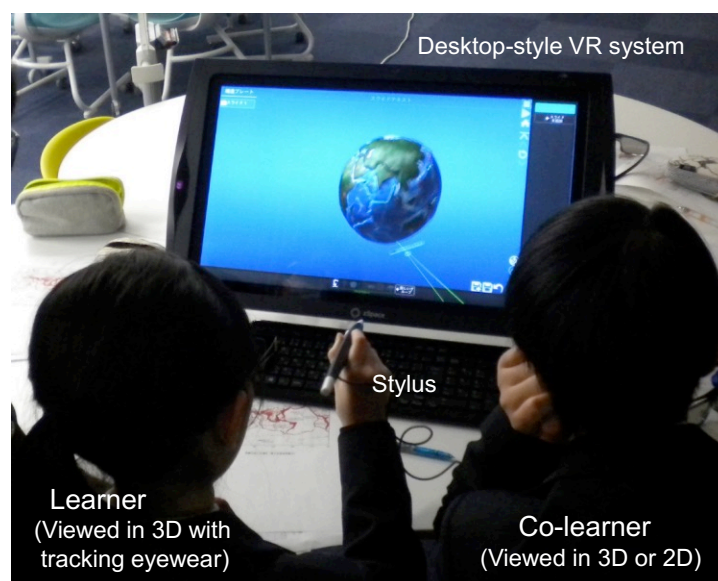 Desktop-style VR system
zSpace
Stylus
Learner
(Viewed in 3D with
tracking eyewear)
Co-learner
(Viewed in 3D or 2D)